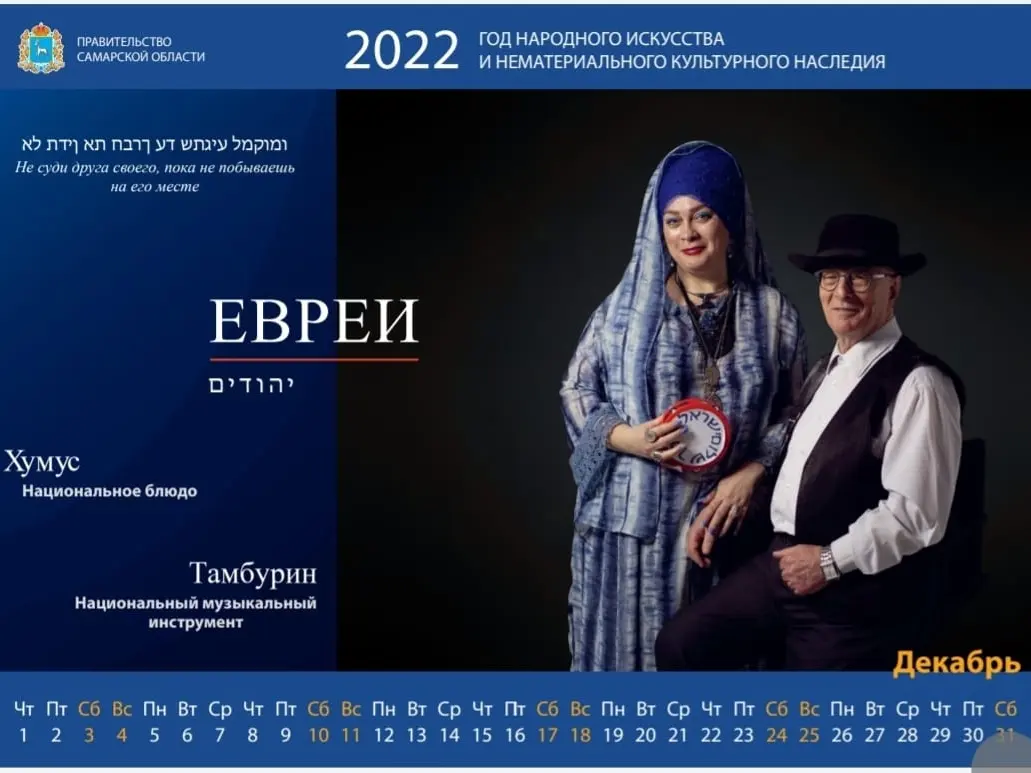 ПРАВИТЕЛЬСТВО
САМАРСКОЙ ОБЛАСТИ
2022
ГОД НАРОДНОГО ИСКУССТВА
И НЕМАТЕРИАЛЬНОГО КУЛЬТУРНОГО НАСЛЕДИЯ
ומוקמל עיגתש דע ךרבח תא ןידת לא
Не суди друга своего, пока не побываешь
на его месте
ЕВРЕИ
יהודים
Хумус
Национальное блюдо
Тамбурин
Национальный музыкальный
инструмент
ישראל
שלום
Декабрь
Чт Пт Сб Вс Пн Вт Ср Чт Пт Сб Вс Пн Вт Ср Чт Пт Сб Вс Пн Вт Ср Чт Пт Сб Вс Пн Вт Ср Чт Пт Сб
1 2 3 4 5 6 7 8 9 10 11 12 13 14 15 16 17 18 19 20 21 22 23 24 25 26 27 28 29 30 31